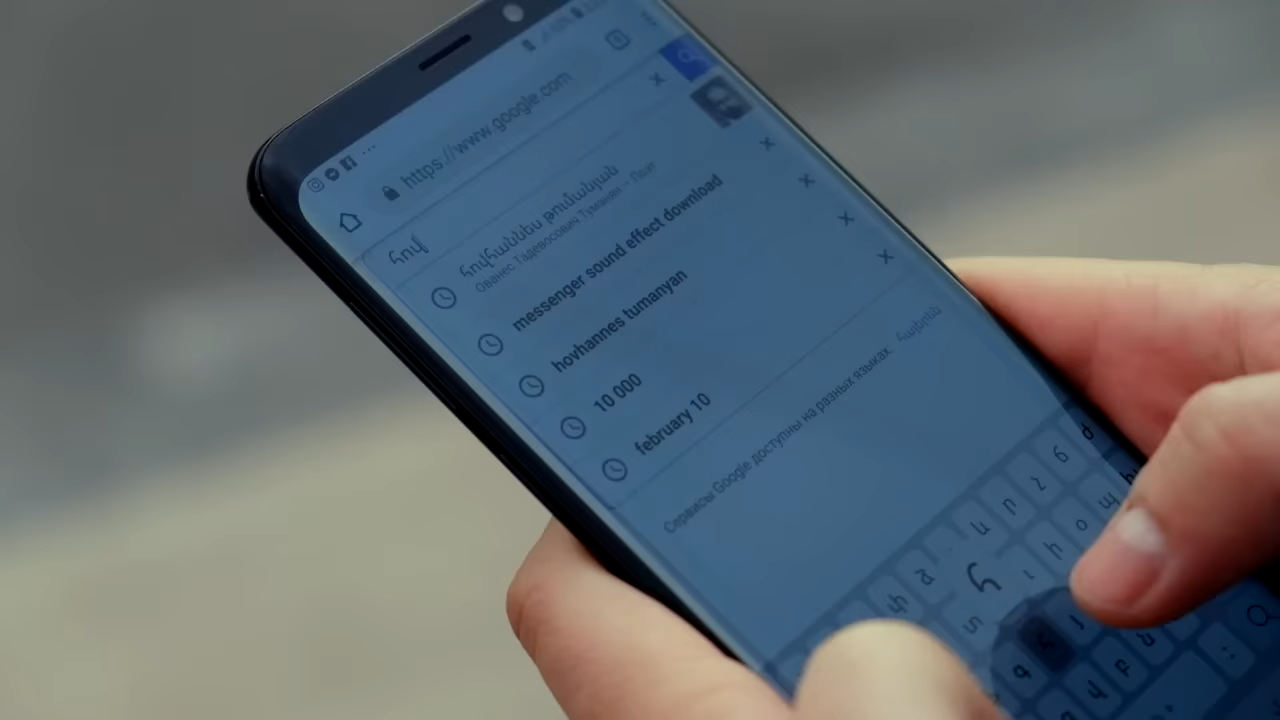 https://www.google.com
հով
հովհաննես թումանյան
Ованес Тадевосович Туманян — Поэт
messenger sound effect download
hovhannes tumanyan
10 000
february 10
Сервисы Google доступны на разных языках: հայերեն